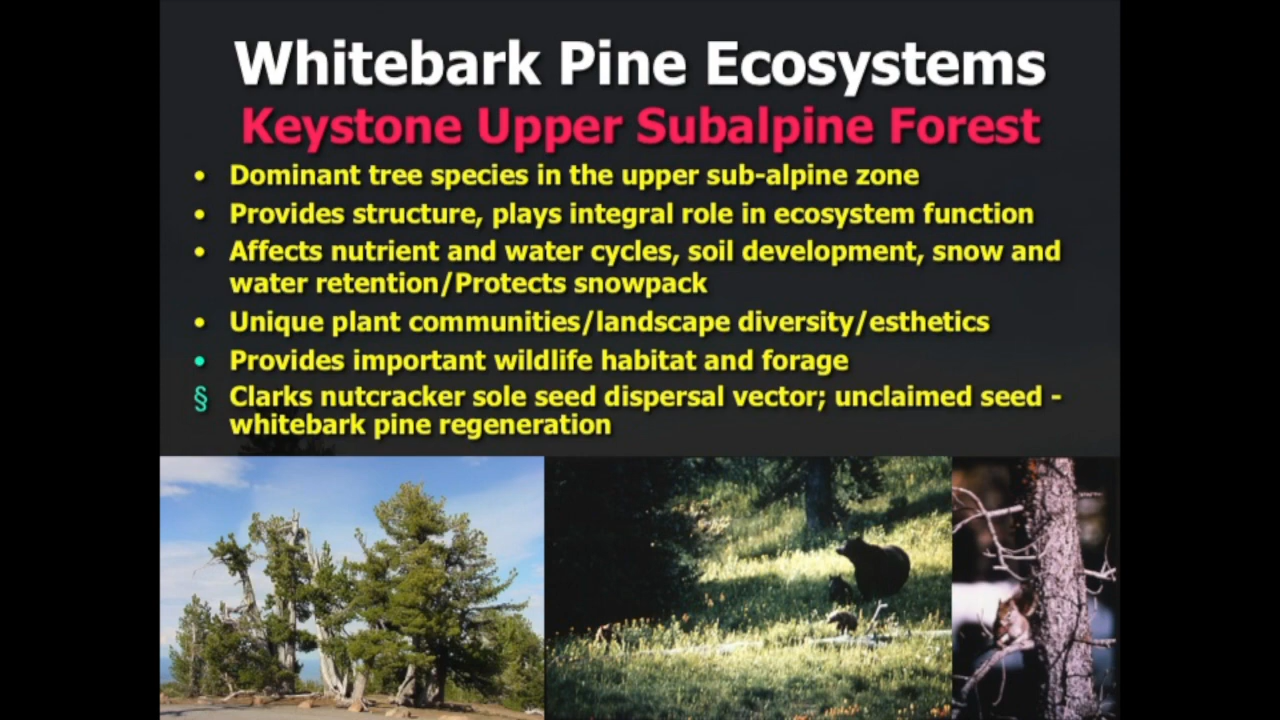 Whitebark Pine Ecosystems
Keystone Upper Subalpine Forest
• Dominant tree species in the upper sub-alpine zone
• Provides structure, plays integral role in ecosystem function
• Affects nutrient and water cycles, soil development, snow and
water retention/Protects snowpack
• Unique plant communities/landscape diversity/esthetics
• Provides important wildlife habitat and forage
§ Clarks nutcracker sole seed dispersal vector; unclaimed seed -
whitebark pine regeneration